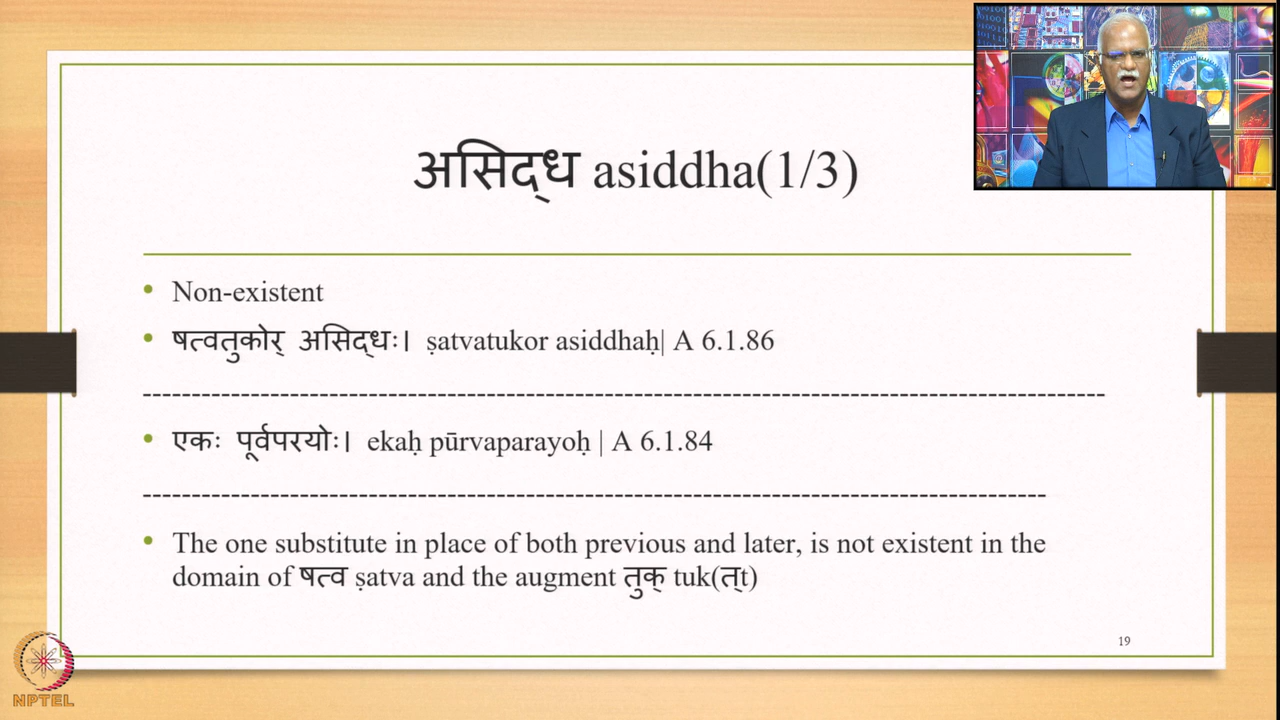 असिद्ध asiddha(1/3)
Non-existent
षत्वतुकोर् असिद्धः। ṣatvatukor asiddhaḥ| A 6.1.86
--------------------------------------------------------------------------------------------
एकः पूर्वपरयोः। ekaḥ pūrvaparayoḥ | A 6.1.84
--------------------------------------------------------------------------------------
The one substitute in place of both previous and later, is not existent in the
domain of षत्व ṣatva and the augment तुक् tuk(त्t)
19
NPTEL